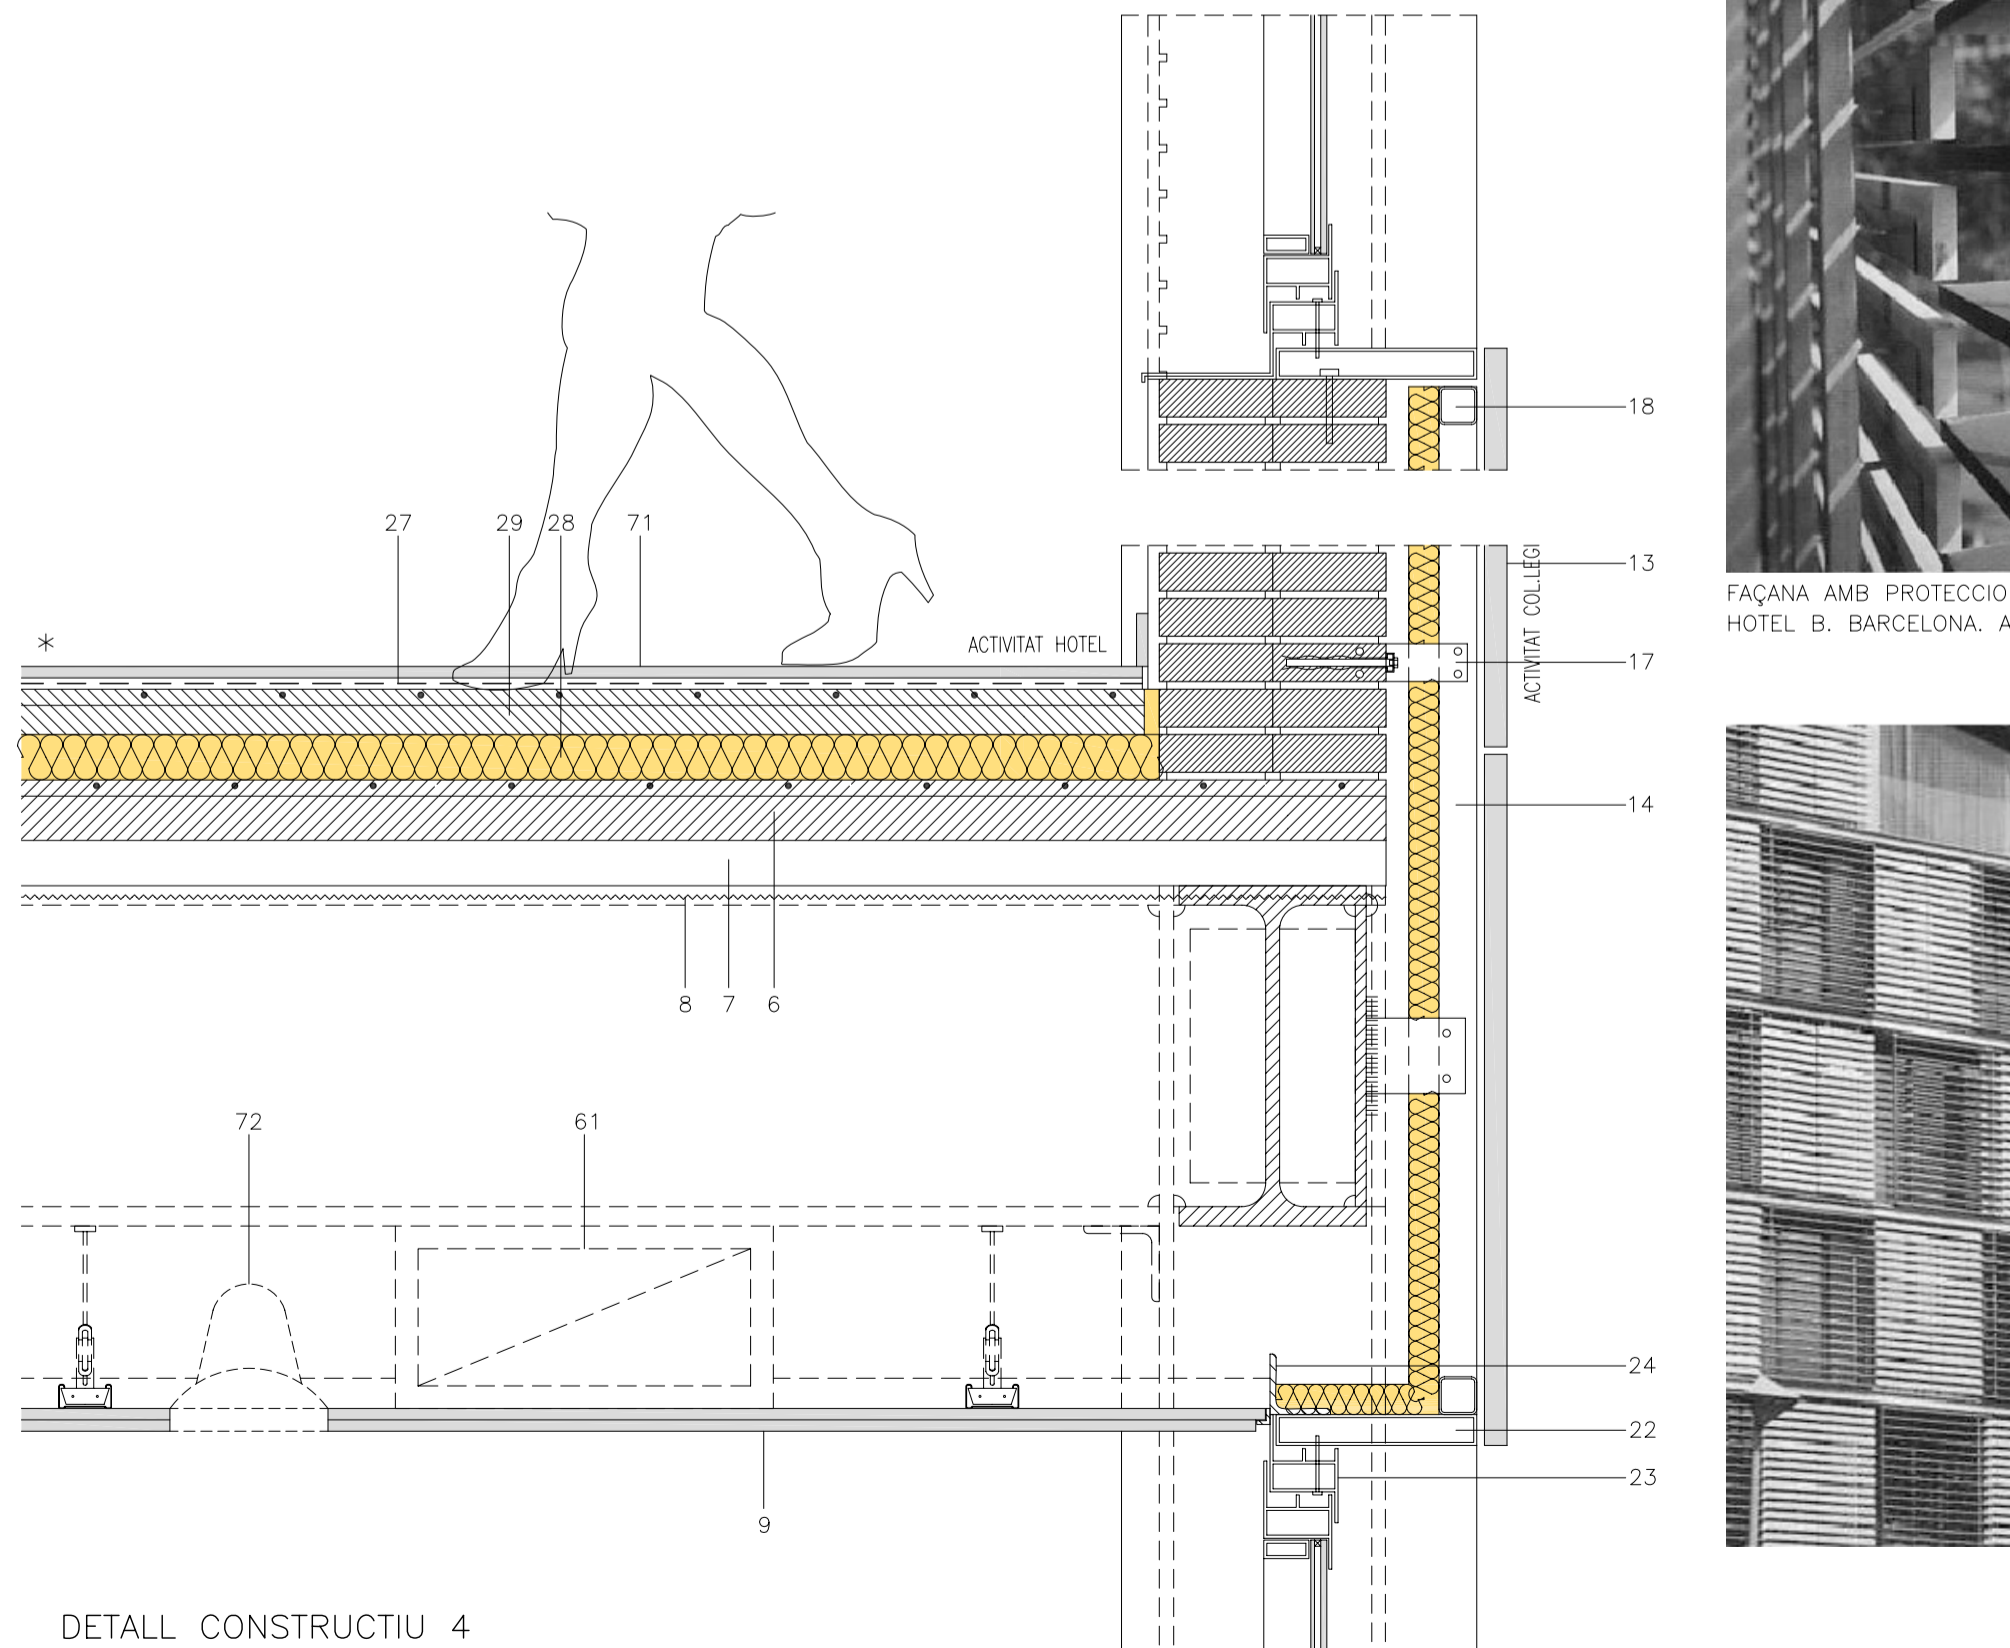 18
27 29 28 71
13
FAÇANA AMB PROTECCIO
HOTEL B. BARCELONA. A
*
ACTIVITAT HOTEL
ACTIVITAT COL.LEGI
17
14
8 7 6
72 61
24
22
23
9
DETALL CONSTRUCTIU 4